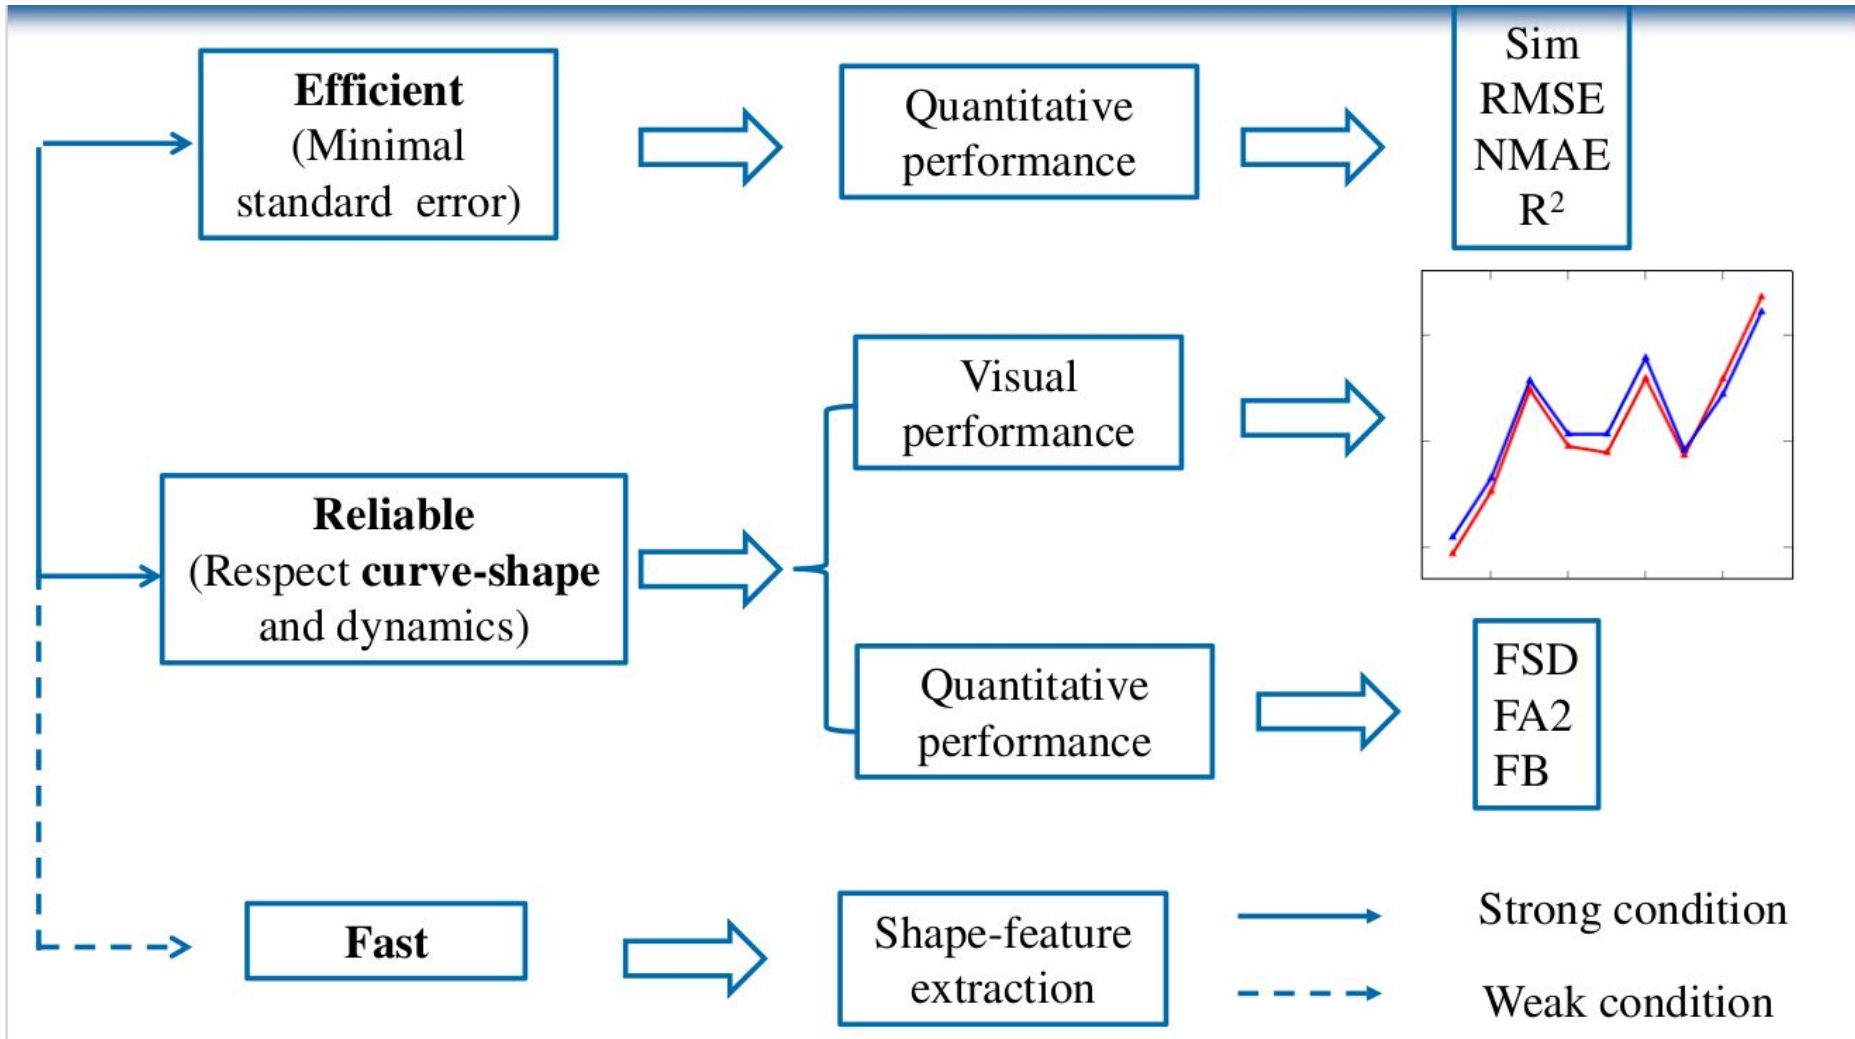 Efficient
(Minimal
standard error)
Quantitative
performance
Sim
RMSE
NMAE
R²
Visual
performance
Reliable
(Respect curve-shape
and dynamics)
Quantitative
performance
FSD
FA2
FB
Fast
Shape-feature
extraction
Strong condition
Weak condition